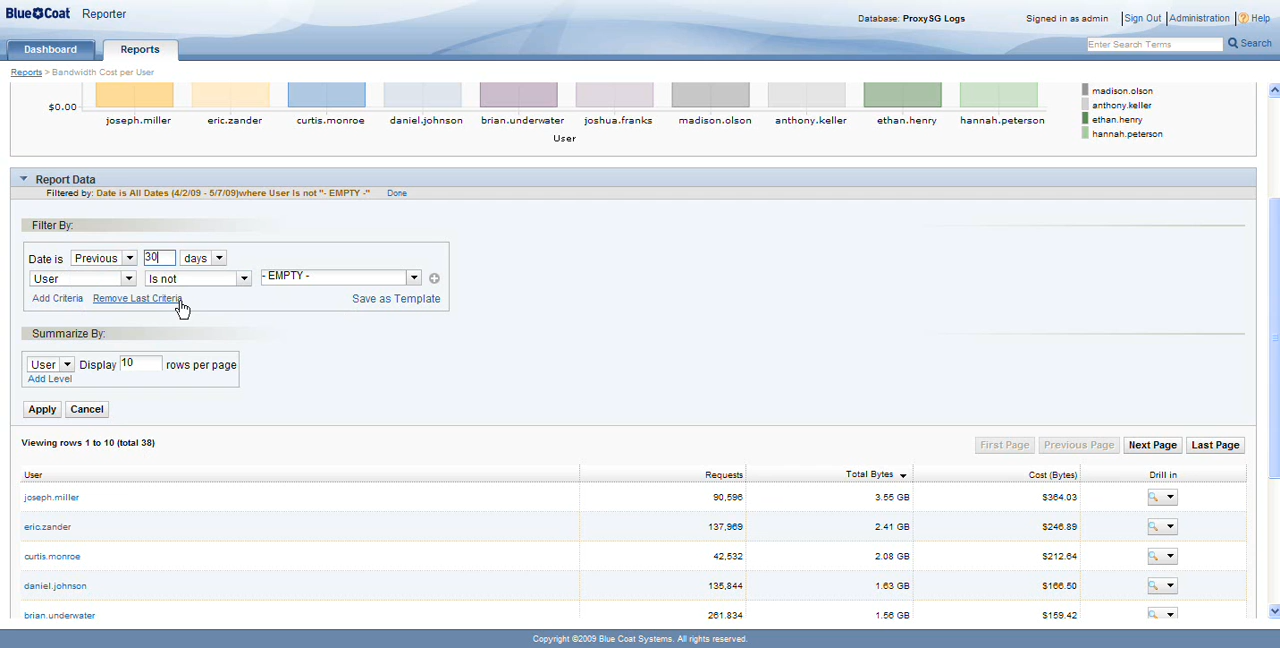 Blue Coat Reporter
Database: ProxySG Logs
Signed in as admin Sign Out Administration ? Help
Dashboard Reports
Enter Search Terms Search
Reports > Bandwidth Cost per User
$0.00
joseph.miller eric.zander curtis.monroe daniel.johnson brian.underwater joshua.franks madison.olson anthony.keller ethan.henry hannah.peterson
User
madison.olson
anthony.keller
ethan.henry
hannah.peterson
Report Data
Filtered by: Date is All Dates (4/2/09 - 5/7/09)where User Is not "- EMPTY -" Done
Filter By:
Date is Previous 30 days
User Is not - EMPTY -
Add Criteria Remove Last Criteria Save as Template
Summarize By:
User Display 10 rows per page
Add Level
Apply Cancel
Viewing rows 1 to 10 (total 38)
First Page Previous Page Next Page Last Page
User Requests Total Bytes Cost (Bytes) Drill in
joseph.miller 90,596 3.55 GB $364.03
eric.zander 137,969 2.41 GB $246.89
curtis.monroe 42,532 2.08 GB $212.64
daniel.johnson 135,844 1.63 GB $166.50
brian.underwater 261,834 1.56 GB $159.42
Copyright ©2009 Blue Coat Systems. All rights reserved.